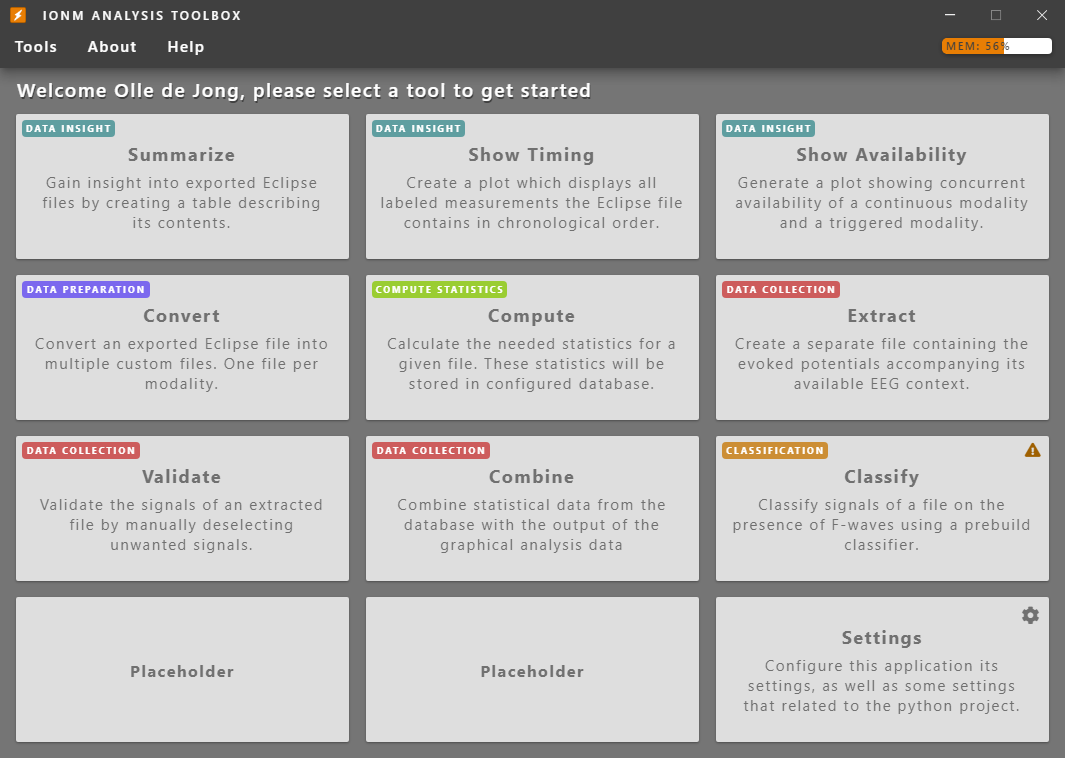 IONM ANALYSIS TOOLBOX
Tools About Help
MEM: 56%
Welcome Olle de Jong, please select a tool to get started
DATA INSIGHT
Summarize
Gain insight into exported Eclipse
files by creating a table describing
its contents.
DATA INSIGHT
Show Timing
Create a plot which displays all
labeled measurements the Eclipse file
contains in chronological order.
DATA INSIGHT
Show Availability
Generate a plot showing concurrent
availability of a continuous modality
and a triggered modality.
DATA PREPARATION
Convert
Convert an exported Eclipse file into
multiple custom files. One file per
modality.
COMPUTE STATISTICS
Compute
Calculate the needed statistics for a
given file. These statistics will be
stored in configured database.
DATA COLLECTION
Extract
Create a separate file containing the
evoked potentials accompanying its
available EEG context.
DATA COLLECTION
Validate
Validate the signals of an extracted
file by manually deselecting
unwanted signals.
DATA COLLECTION
Combine
Combine statistical data from the
database with the output of the
graphical analysis data
CLASSIFICATION
Classify
Classify signals of a file on the
presence of F-waves using a prebuild
classifier.
Placeholder
Placeholder
Settings
Configure this application its
settings, as well as some settings
that related to the python project.